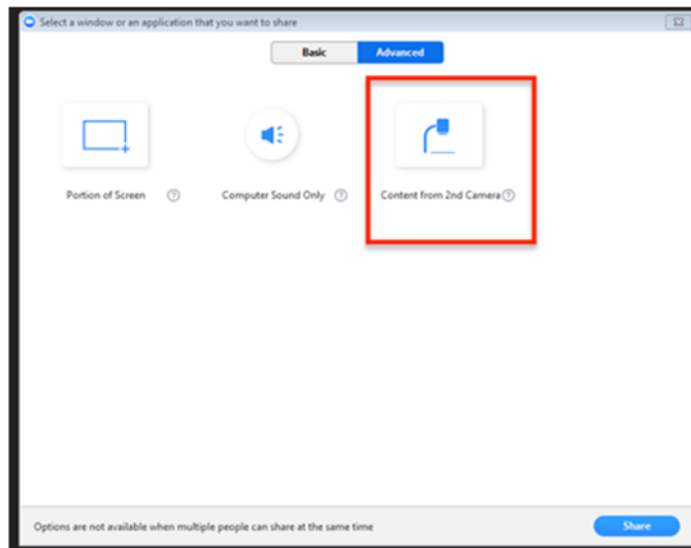 Select a window or an application that you want to share
Basic Advanced
Portion of Screen Computer Sound Only Content from 2nd Camera
Options are not available when multiple people can share at the same time
Share